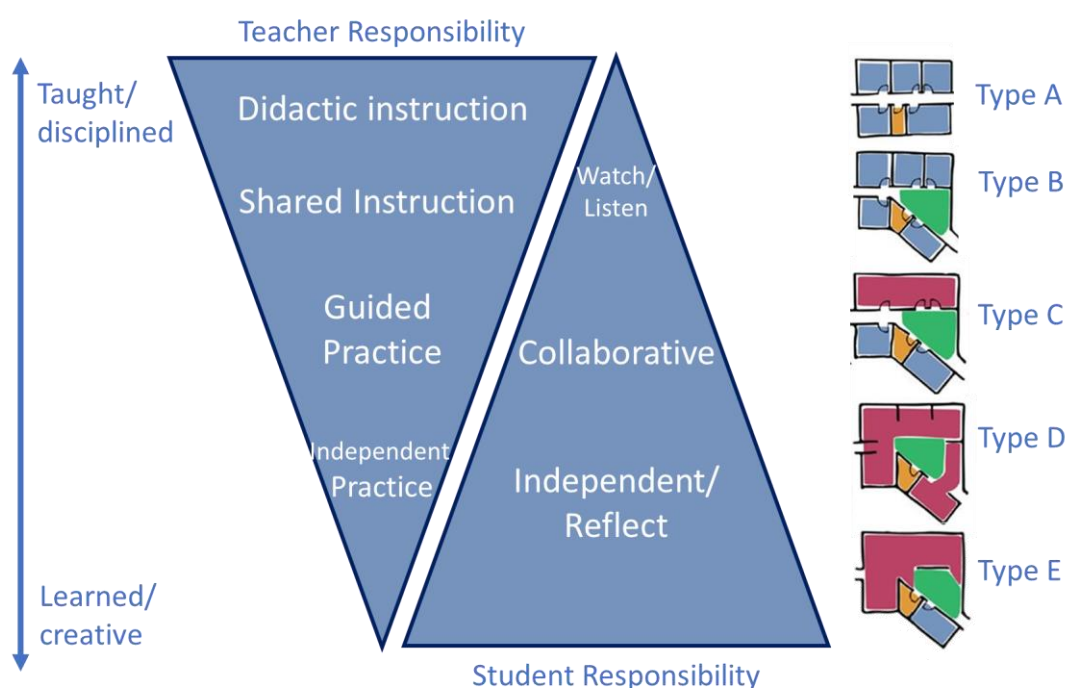 Teacher Responsibility
Taught/
disciplined
Didactic instruction
Shared Instruction
Guided
Practice
Independent
Practice
Learned/
creative
Watch/
Listen
Collaborative
Independent/
Reflect
Student Responsibility
Type A
Type B
Type C
Type D
Type E